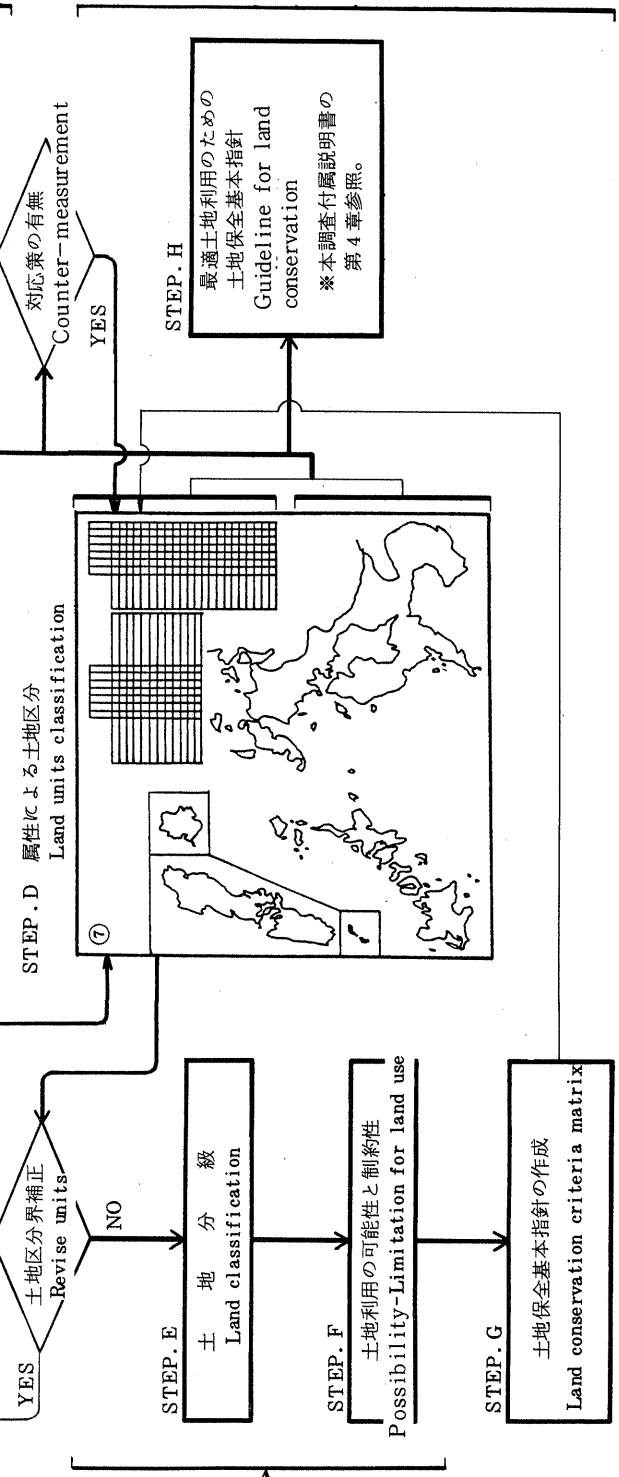 YES
土地区分界補正
Revise units
NO
STEP. E
土地分級
Land classification
STEP. F
土地利用の可能性と制約性
Possibility-Limitation for land use
STEP. G
土地保全基本指針の作成
Land conservation criteria matrix
STEP. D 属性による土地区分
Land units classification
⑦
対応策の有無
Counter-measurement
YES
STEP. H
最適土地利用のための
土地保全基本指針
Guideline for land
conservation
※本調査付属説明書の
第4章参照。